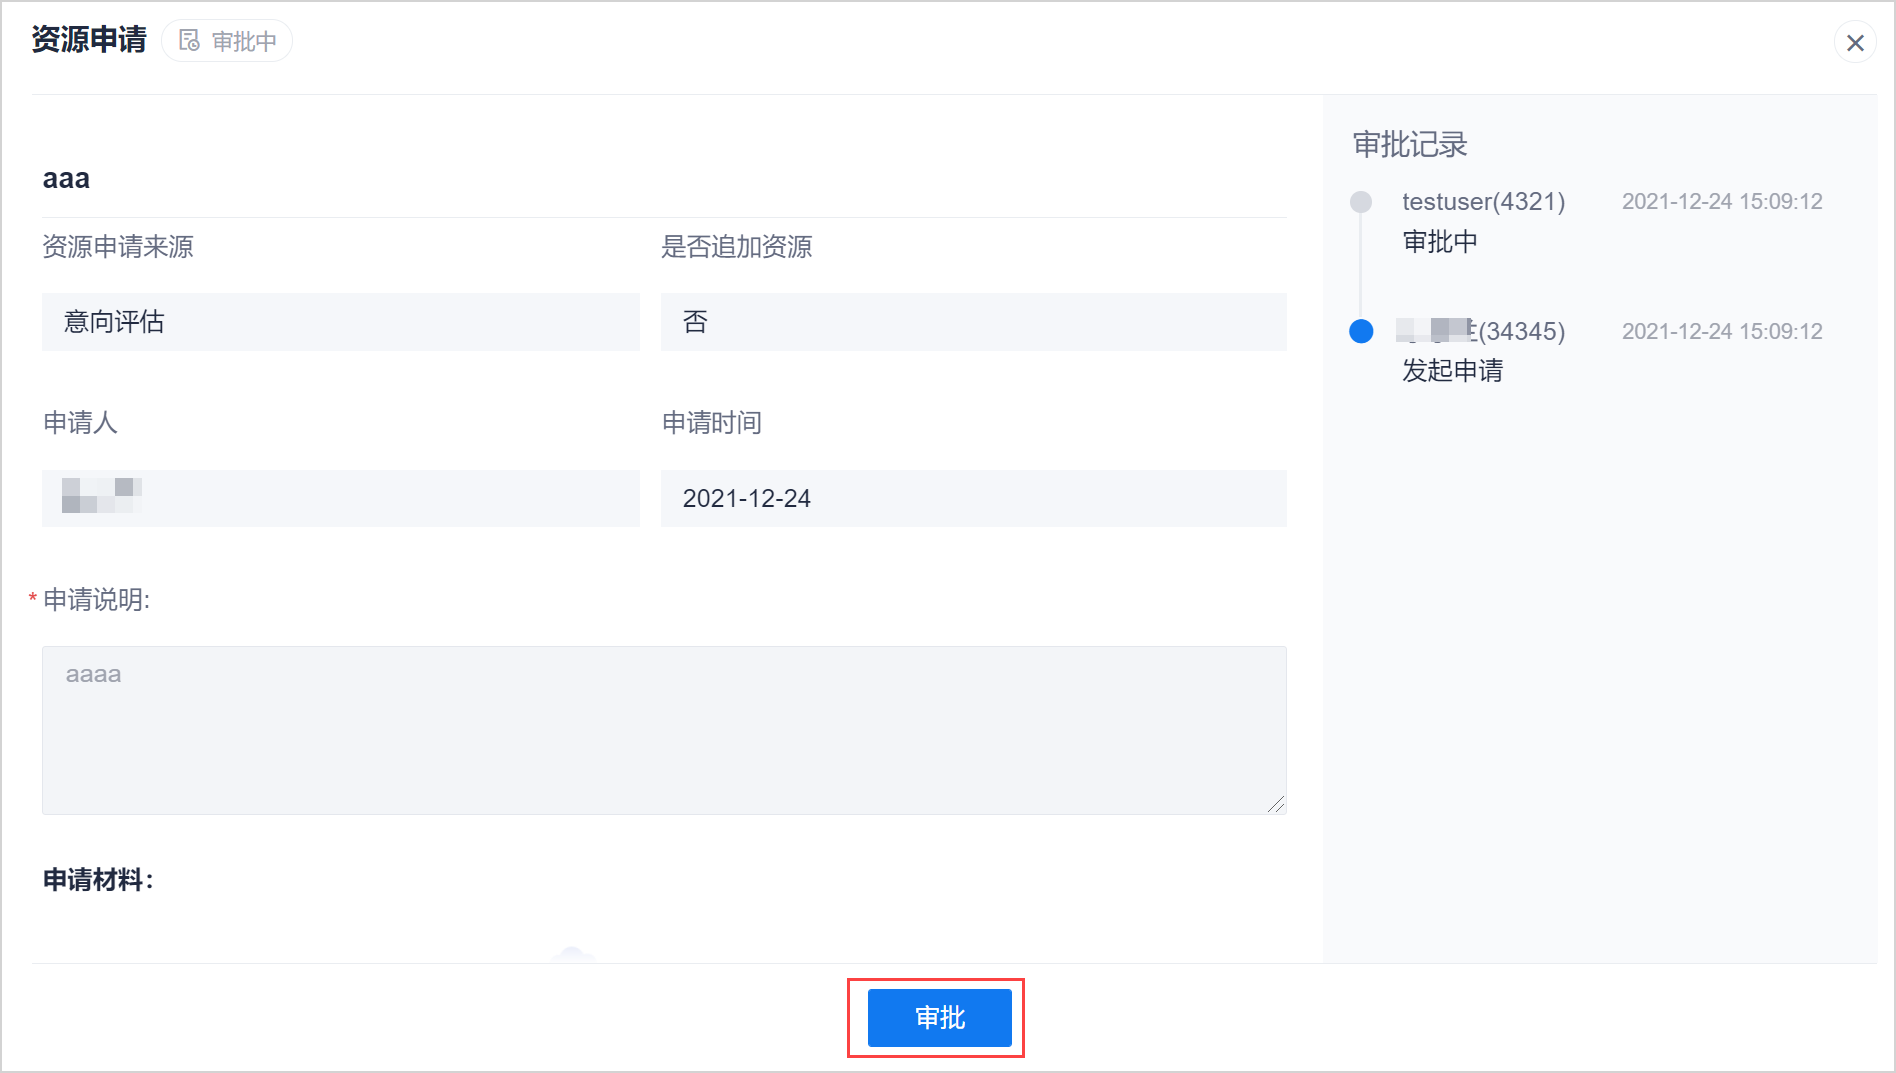 资源申请
审批中
aaa
资源申请来源
是否追加资源
意向评估
否
申请人
申请时间
2021-12-24
* 申请说明:
aaaa
申请材料：
审批记录
testuser(4321) 2021-12-24 15:09:12
审批中
(34345) 2021-12-24 15:09:12
发起申请
审批